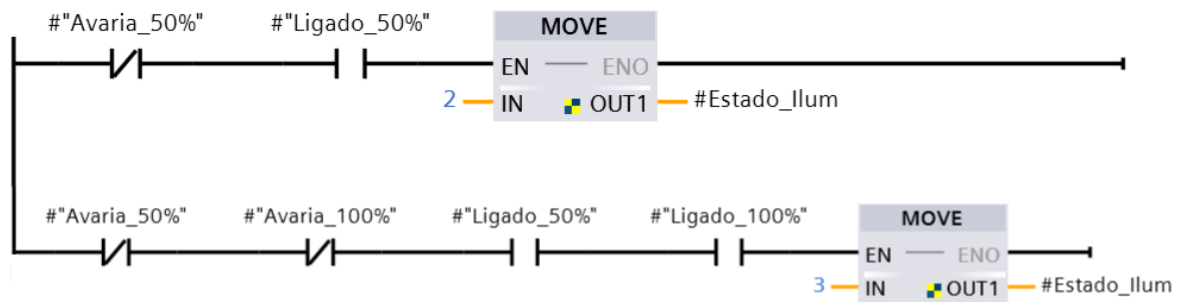 #"Avaria_50%" #"Ligado_50%" MOVE
EN ENO
2 IN OUT1 #Estado_Ilum
#"Avaria_50%" #"Avaria_100%" #"Ligado_50%" #"Ligado_100%" MOVE
EN ENO
3 IN OUT1 #Estado_Ilum